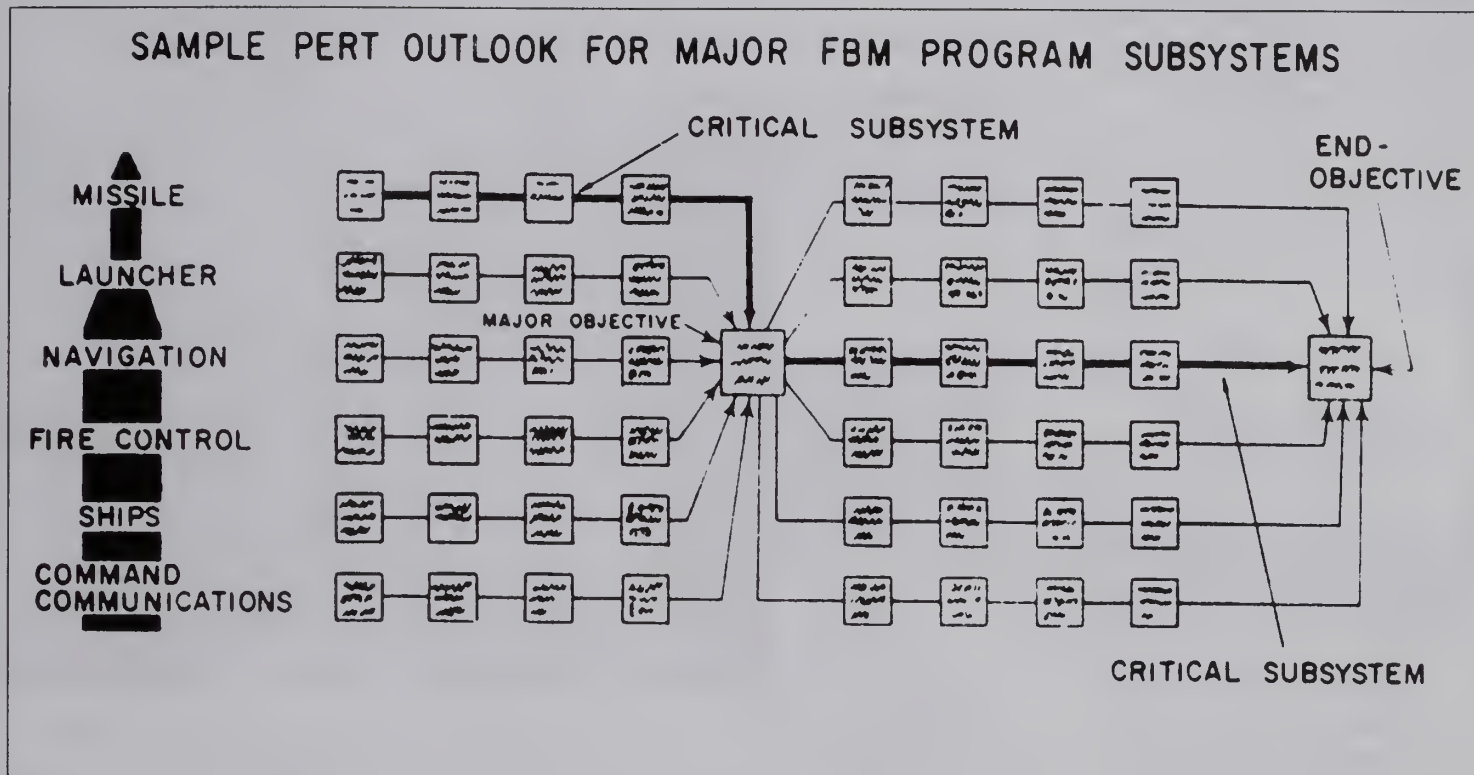 SAMPLE PERT OUTLOOK FOR MAJOR FBM PROGRAM SUBSYSTEMS
CRITICAL SUBSYSTEM
END-
OBJECTIVE
MISSILE
LAUNCHER
MAJOR OBJECTIVE
NAVIGATION
FIRE CONTROL
SHIPS
COMMAND
COMMUNICATIONS
CRITICAL SUBSYSTEM